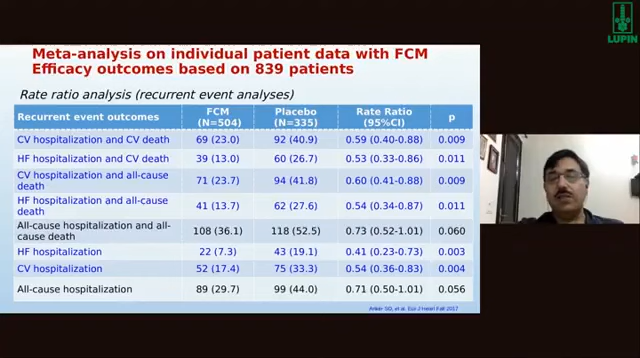 LUPIN
Meta-analysis on individual patient data with FCM
Efficacy outcomes based on 839 patients
Rate ratio analysis (recurrent event analyses)
Recurrent event outcomes FCM (N=504) Placebo (N=335) Rate Ratio (95%CI) p
CV hospitalization and CV death 69 (23.0) 92 (40.9) 0.59 (0.40-0.88) 0.009
HF hospitalization and CV death 39 (13.0) 60 (26.7) 0.53 (0.33-0.86) 0.011
CV hospitalization and all-cause
death 71 (23.7) 94 (41.8) 0.60 (0.41-0.88) 0.009
HF hospitalization and all-cause
death 41 (13.7) 62 (27.6) 0.54 (0.34-0.87) 0.011
All-cause hospitalization and all-
cause death 108 (36.1) 118 (52.5) 0.73 (0.52-1.01) 0.060
HF hospitalization 22 (7.3) 43 (19.1) 0.41 (0.23-0.73) 0.003
CV hospitalization 52 (17.4) 75 (33.3) 0.54 (0.36-0.83) 0.004
All-cause hospitalization 89 (29.7) 99 (44.0) 0.71 (0.50-1.01) 0.056
Anker SD, et al. Eur J Heart Fail 2017